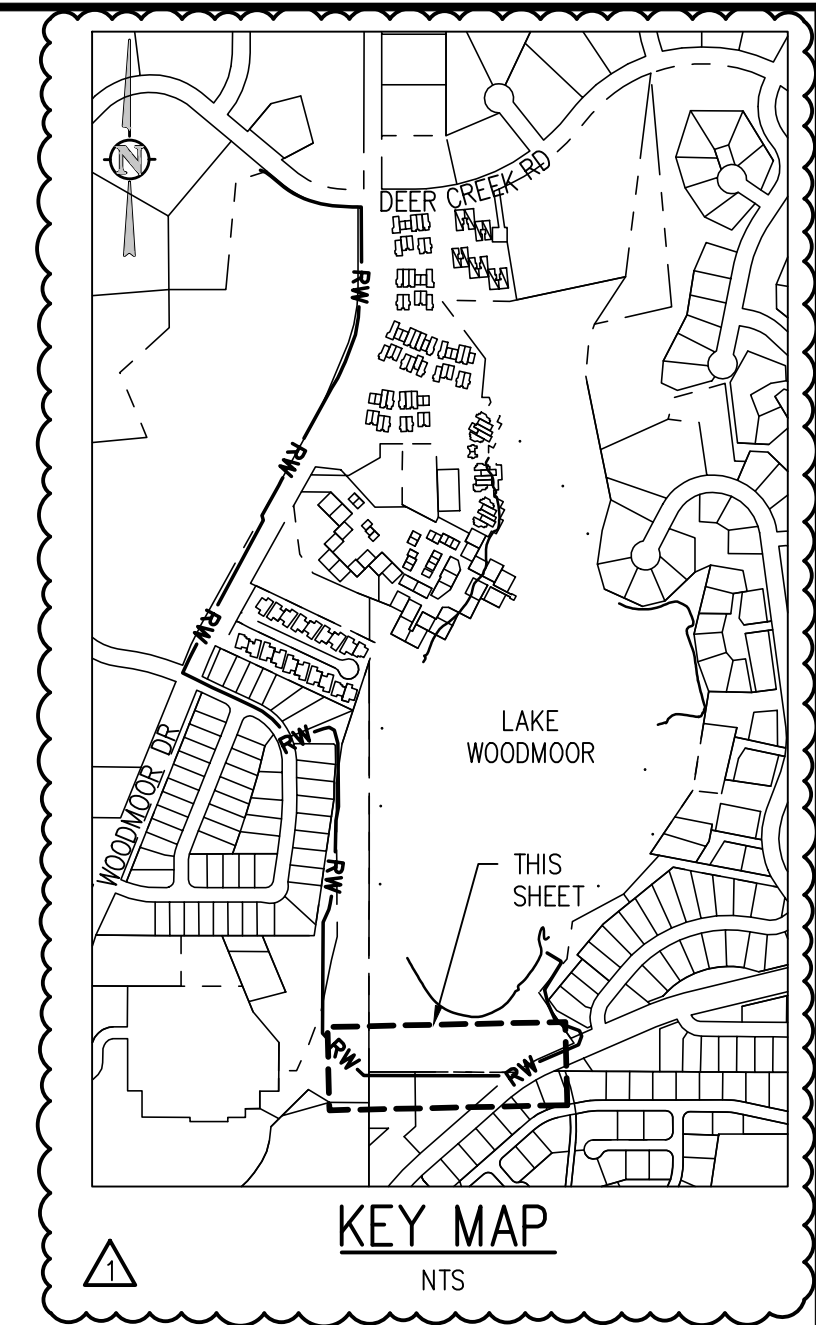 N
DEER CREEK RD
RW
RW
RW
WOODMOOR DR
RW
LAKE
WOODMOOR
RW
THIS
SHEET
RW
RW
KEY MAP
NTS
1